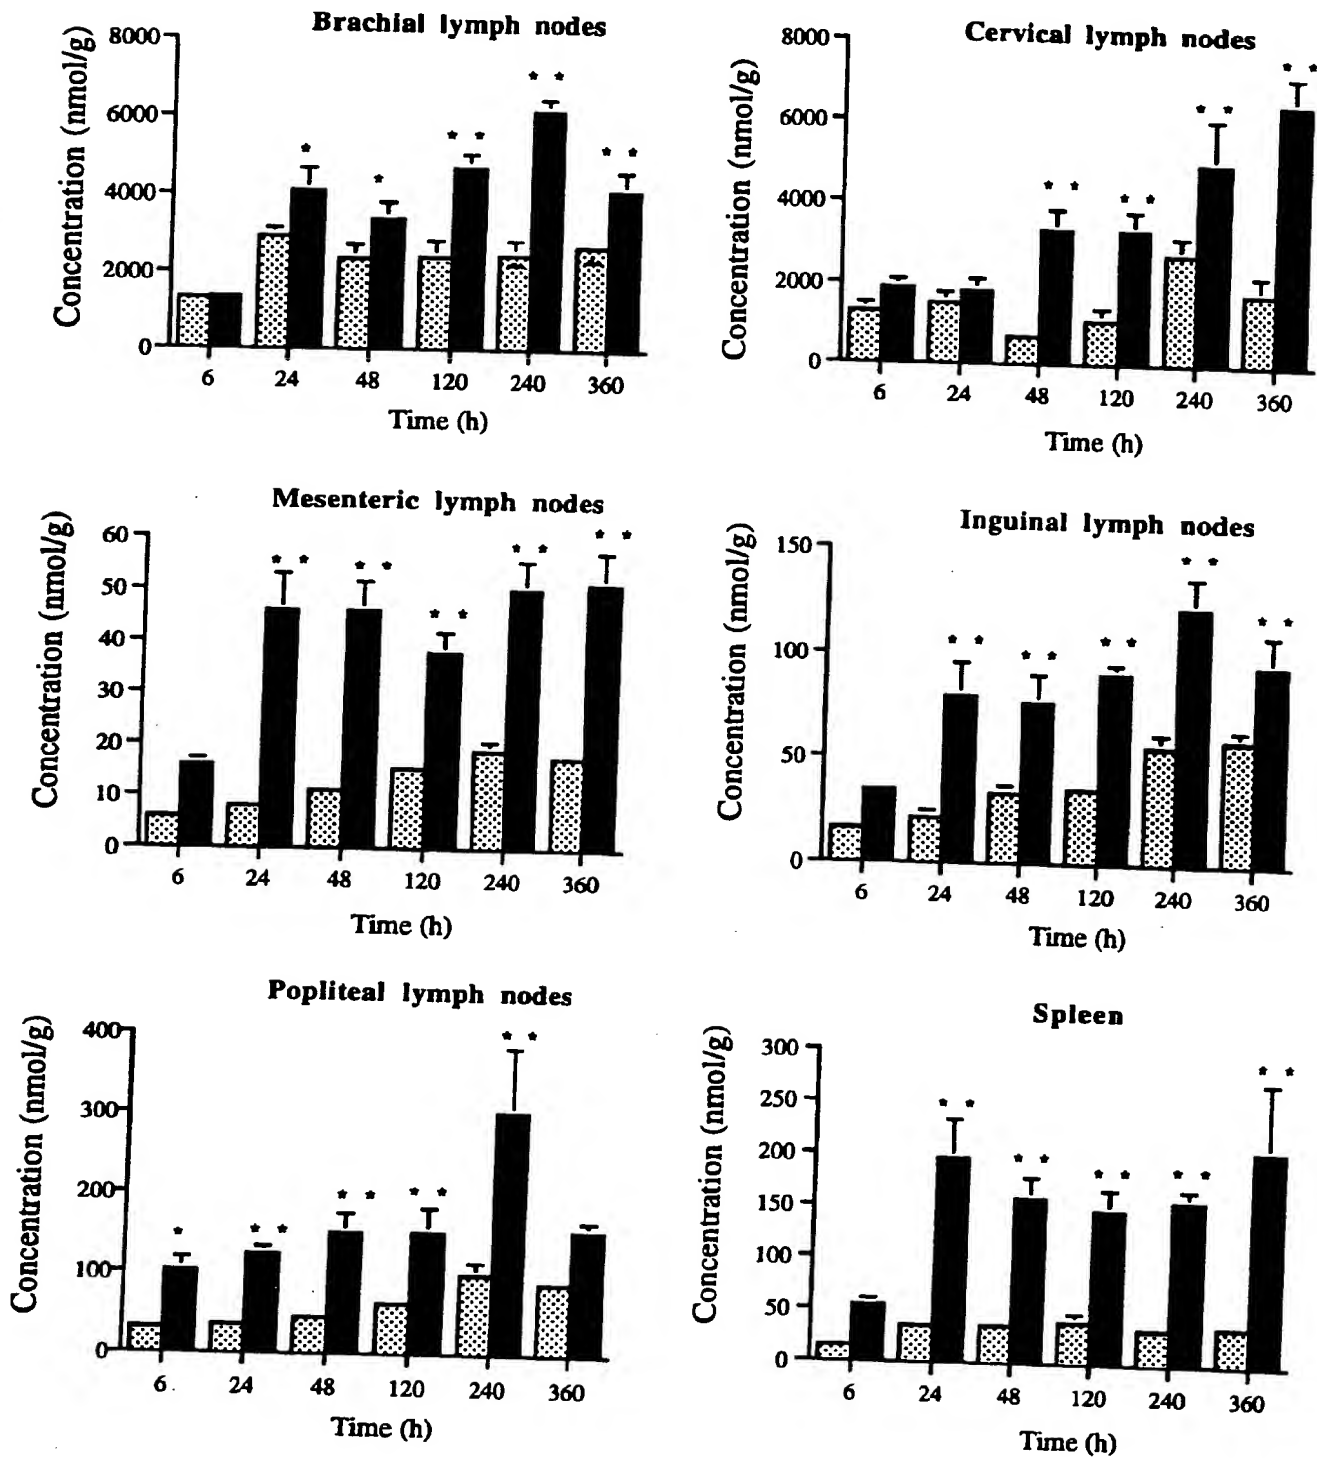 Brachial lymph nodes
Concentration (nmol/g)
8000
6000
4000
2000
0
* * * * * * * *
6 24 48 120 240 360
Time (h)
Cervical lymph nodes
Concentration (nmol/g)
8000
6000
4000
2000
0
* * * * * * * *
6 24 48 120 240 360
Time (h)
Mesenteric lymph nodes
Concentration (nmol/g)
60
50
40
30
20
10
0
* * * * * * * * * *
6 24 48 120 240 360
Time (h)
Inguinal lymph nodes
Concentration (nmol/g)
150
100
50
0
* * * * * * * * * *
6 24 48 120 240 360
Time (h)
Popliteal lymph nodes
Concentration (nmol/g)
400
300
200
100
0
* * * * * * * * *
6 24 48 120 240 360
Time (h)
Spleen
Concentration (nmol/g)
300
250
200
150
100
50
0
* * * * * * * * * *
6 24 48 120 240 360
Time (h)